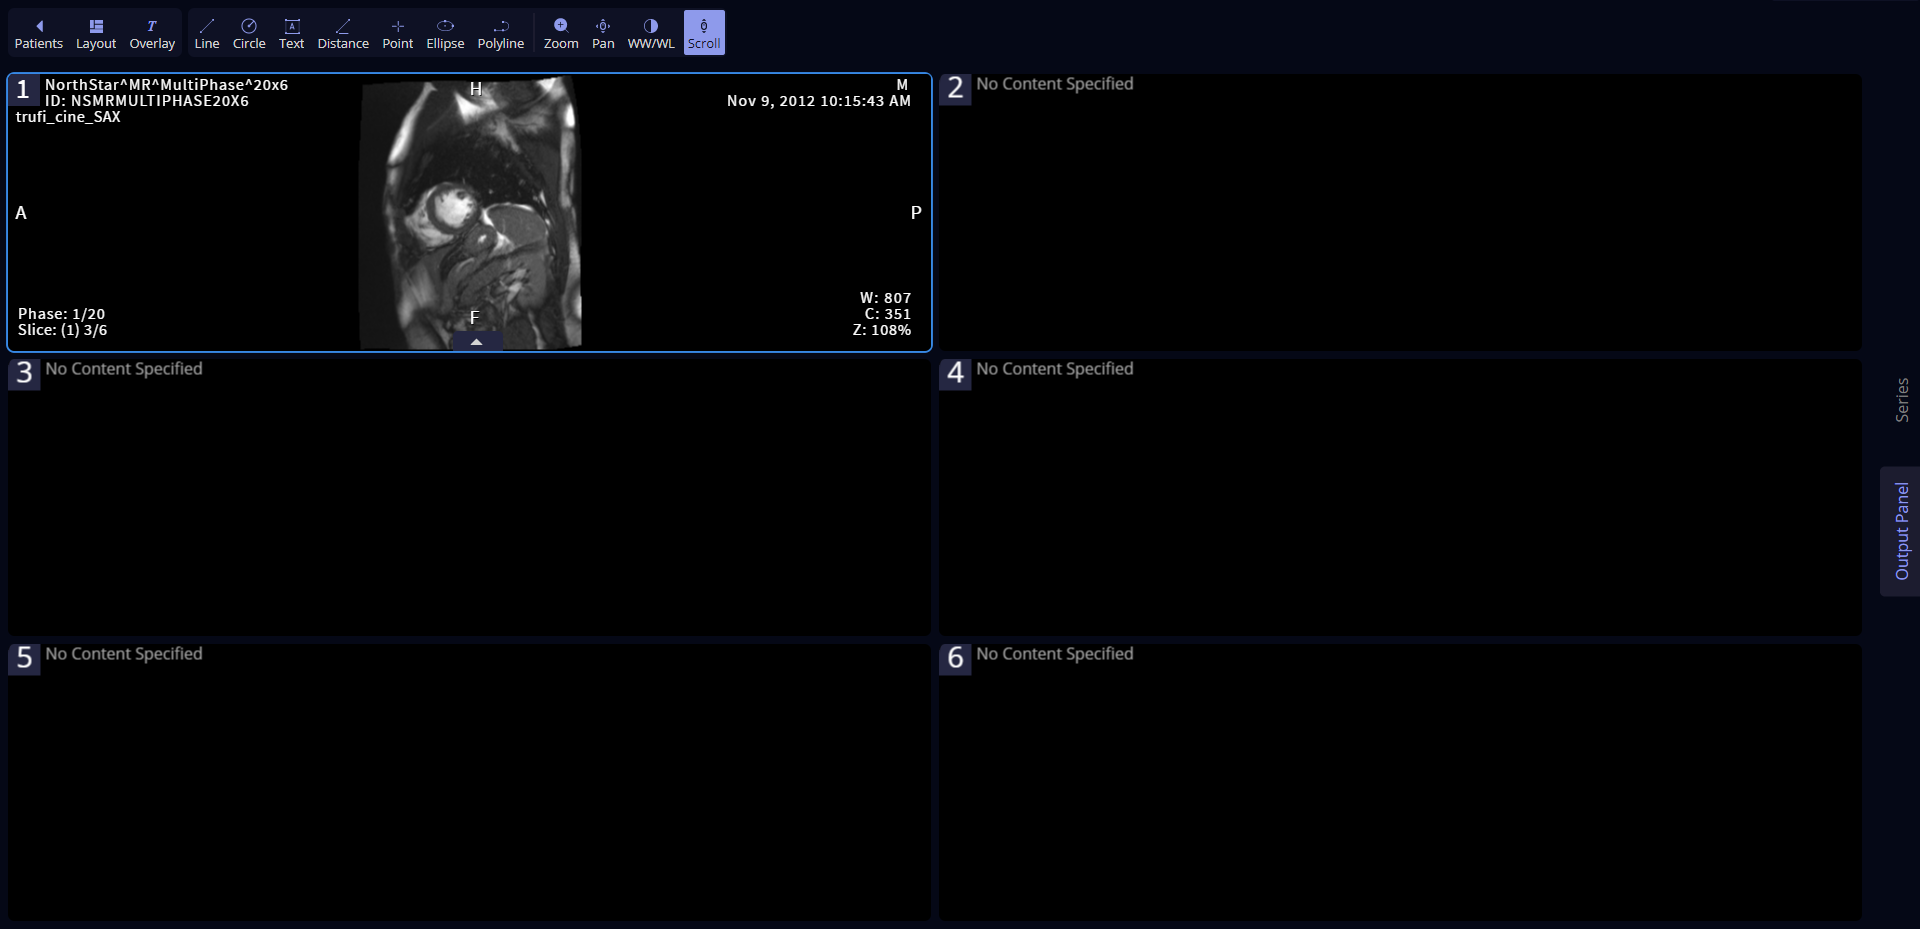 Patients Layout Overlay Line Circle Text Distance Point Ellipse Polyline Zoom Pan WW/WL Scroll
1
NorthStar^MR^MultiPhase^20x6
ID: NSMRMULTIPHASE20X6
trufi_cine_SAX
H
M
Nov 9, 2012 10:15:43 AM
A
P
Phase: 1/20
Slice: (1) 3/6
F
W: 807
C: 351
Z: 108%
2 No Content Specified
3 No Content Specified
4 No Content Specified
5 No Content Specified
6 No Content Specified
Series
Output Panel